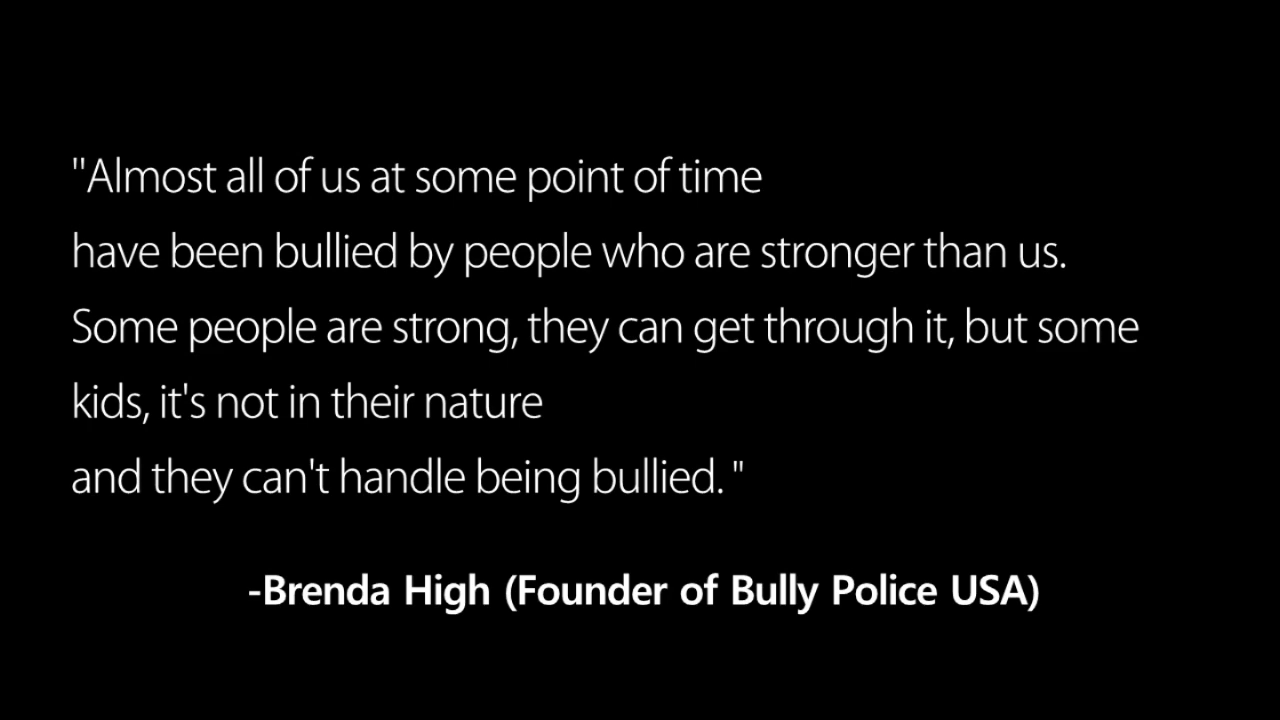 "Almost all of us at some point of time
have been bullied by people who are stronger than us.
Some people are strong, they can get through it, but some
kids, it's not in their nature
and they can't handle being bullied. "
-Brenda High (Founder of Bully Police USA)